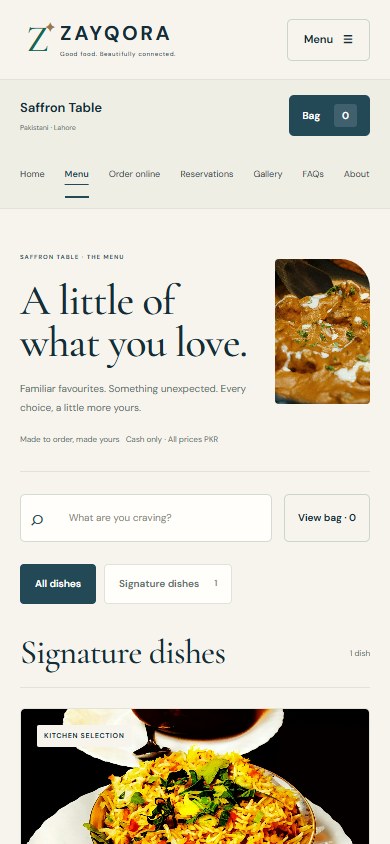 ZAYQORA
Good food. Beautifully connected.
Menu
Saffron Table
Pakistani · Lahore
Bag 0
Home Menu Order online Reservations Gallery FAQs About
SAFFRON TABLE · THE MENU
A little of
what you love.
Familiar favourites. Something unexpected. Every
choice, a little more yours.
Made to order, made yours Cash only · All prices PKR
What are you craving?
View bag · 0
All dishes
Signature dishes 1
Signature dishes
1 dish
KITCHEN SELECTION